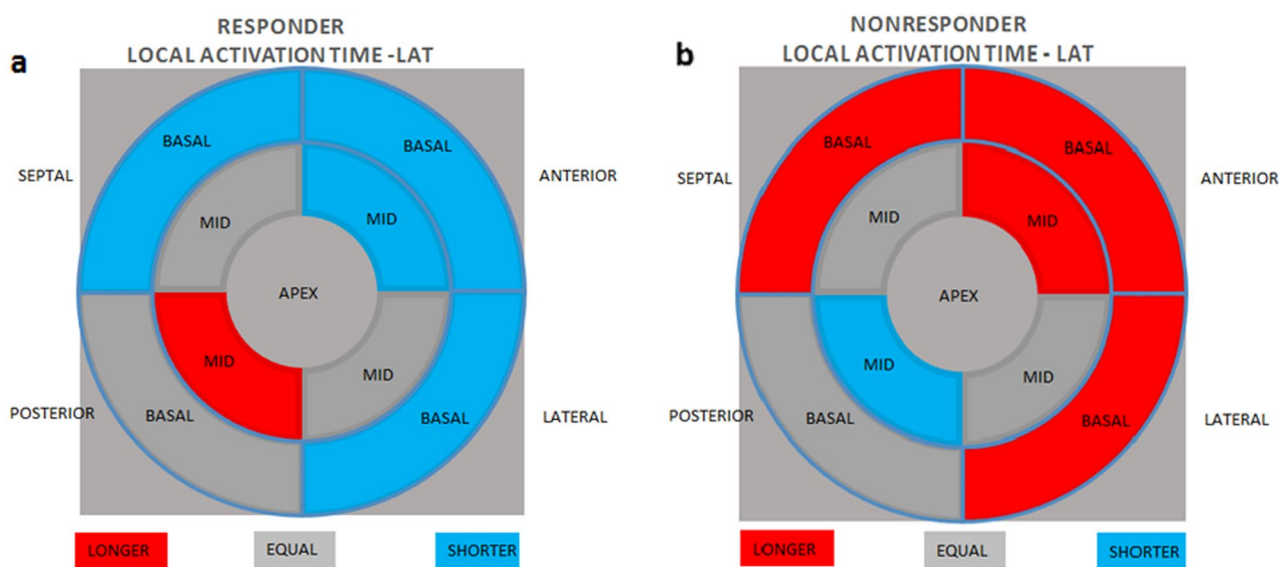 RESPONDER
LOCAL ACTIVATION TIME -LAT
a
BASAL
BASAL
SEPTAL
ANTERIOR
MID
MID
APEX
MID
MID
POSTERIOR
BASAL
BASAL
LATERAL
LONGER
EQUAL
SHORTER
NONRESPONDER
LOCAL ACTIVATION TIME - LAT
b
BASAL
BASAL
SEPTAL
ANTERIOR
MID
MID
APEX
MID
MID
POSTERIOR
BASAL
BASAL
LATERAL
LONGER
EQUAL
SHORTER